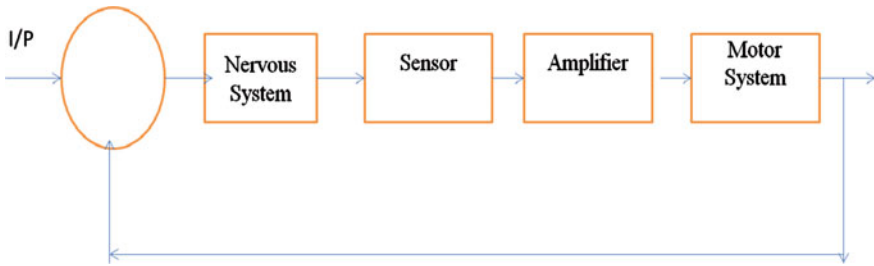 I/P
Nervous
System
Sensor
Amplifier
Motor
System